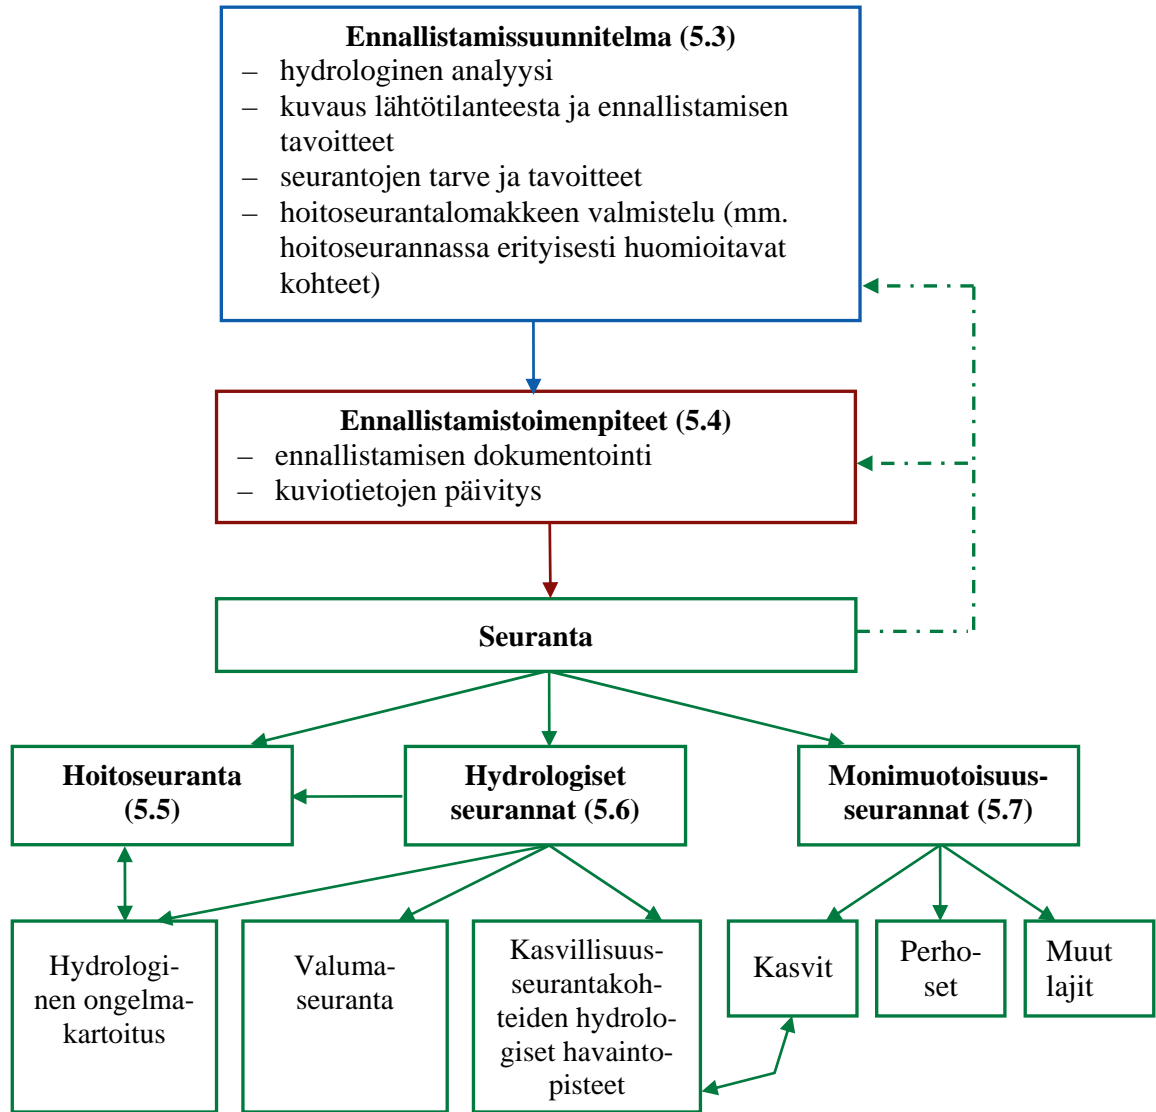 Ennallistamissuunnitelma (5.3)
– hydrologinen analyysi
– kuvaus lähtötilanteesta ja ennallistamisen
tavoitteet
– seurantojen tarve ja tavoitteet
– hoitoseurantalomakkeen valmistelu (mm.
hoitoseurannassa erityisesti huomioitavat
kohteet)
Ennallistamistoimenpiteet (5.4)
– ennallistamisen dokumentointi
– kuviotietojen päivitys
Seuranta
Hoitoseuranta
(5.5)
Hydrologiset
seurannat (5.6)
Monimuotoisuus-
seurannat (5.7)
Hydrologi-
nen ongelma-
kartoitus
Valuma-
seuranta
Kasvillisuus-
seurantakoh-
teiden hydrolo-
giset havainto-
pisteet
Kasvit
Perho-
set
Muut
lajit